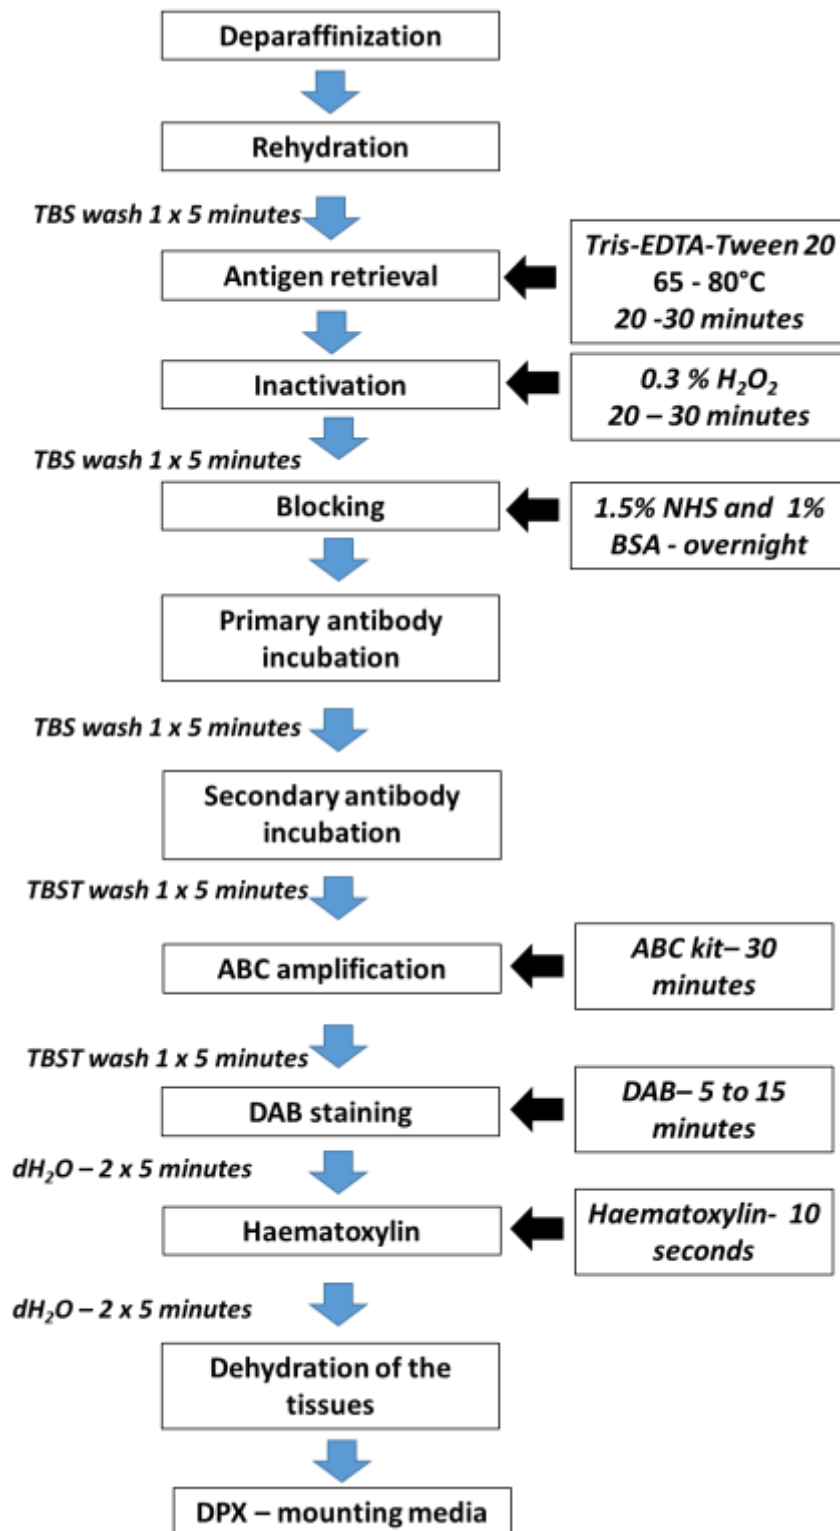 Deparaffinization
Rehydration
TBS wash 1 x 5 minutes
Antigen retrieval
Tris-EDTA-Tween 20
65 - 80°C
20 -30 minutes
Inactivation
0.3 % H₂O₂
20 – 30 minutes
TBS wash 1 x 5 minutes
Blocking
1.5% NHS and 1%
BSA - overnight
Primary antibody
incubation
TBS wash 1 x 5 minutes
Secondary antibody
incubation
TBST wash 1 x 5 minutes
ABC amplification
ABC kit– 30
minutes
TBST wash 1 x 5 minutes
DAB staining
DAB– 5 to 15
minutes
dH₂O – 2 x 5 minutes
Haematoxylin
Haematoxylin- 10
seconds
dH₂O – 2 x 5 minutes
Dehydration of the
tissues
DPX – mounting media